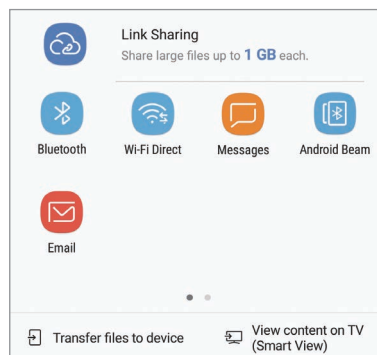 Link Sharing
Share large files up to 1 GB each.
Bluetooth
Wi-Fi Direct
Messages
Android Beam
Email
Transfer files to device
View content on TV
(Smart View)